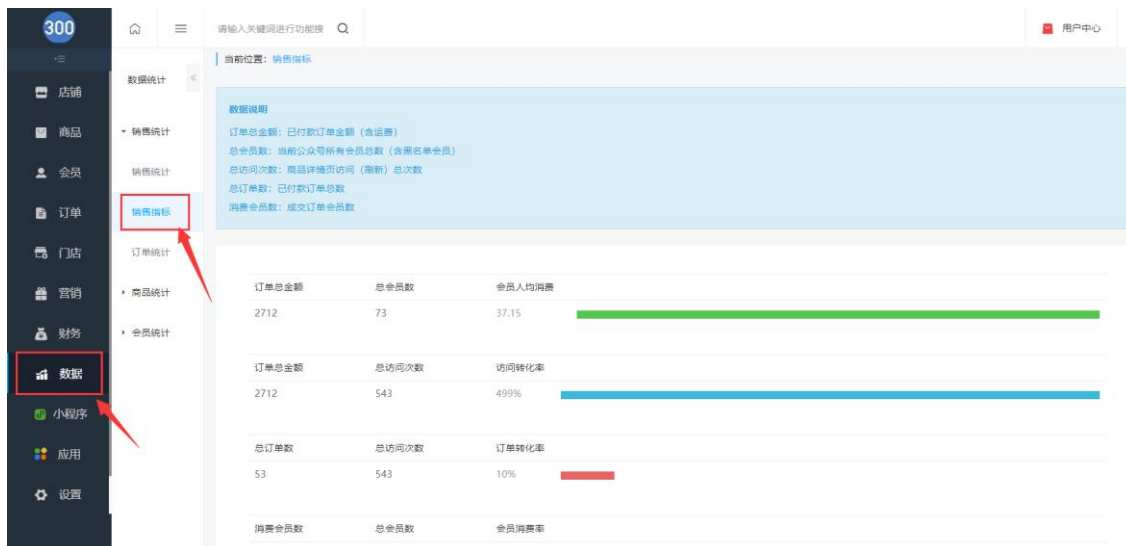 300
请输入关键词进行功能搜
用户中心
当前位置：销售指标
店铺
商品
会员
订单
门店
营销
财务
数据
小程序
应用
设置
数据统计
销售统计
销售统计
销售指标
订单统计
商品统计
会员统计
数据说明
订单总金额：已付款订单金额（含运费）
总会员数：当前公众号所有会员总数（含黑名单会员）
总访问次数：商品详情页访问（刷新）总次数
总订单数：已付款订单总数
消费会员数：成交订单会员数
订单总金额 总会员数 会员人均消费
2712 73 37.15
订单总金额 总访问次数 访问转化率
2712 543 499%
总订单数 总访问次数 订单转化率
53 543 10%
消费会员数 总会员数 会员消费率